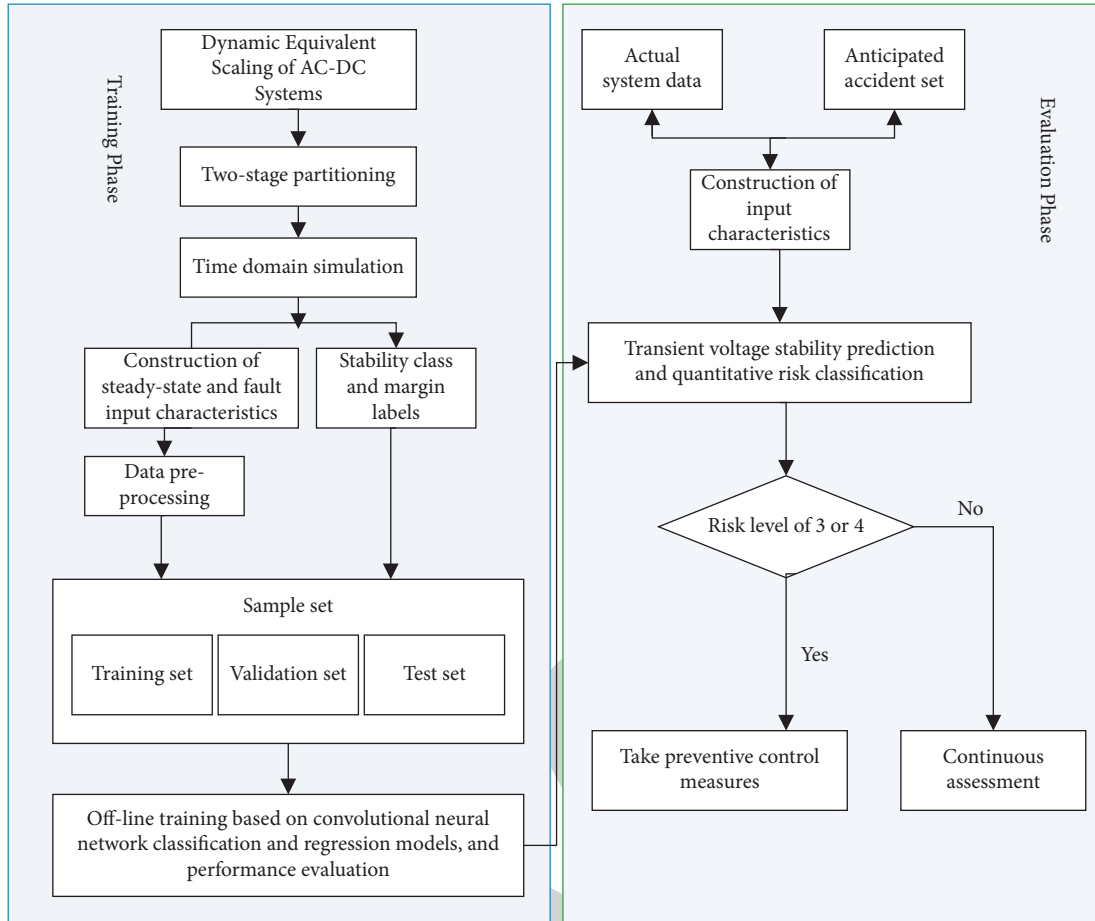 Training Phase
Dynamic Equivalent
Scaling of AC-DC
Systems
Two-stage partitioning
Time domain simulation
Construction of
steady-state and fault
input characteristics
Stability class
and margin
labels
Data pre-
processing
Sample set
Training set
Validation set
Test set
Off-line training based on convolutional neural
network classification and regression models, and
performance evaluation
Evaluation Phase
Actual
system data
Anticipated
accident set
Construction of
input
characteristics
Transient voltage stability prediction
and quantitative risk classification
Risk level of 3 or 4
No
Yes
Take preventive control
measures
Continuous
assessment